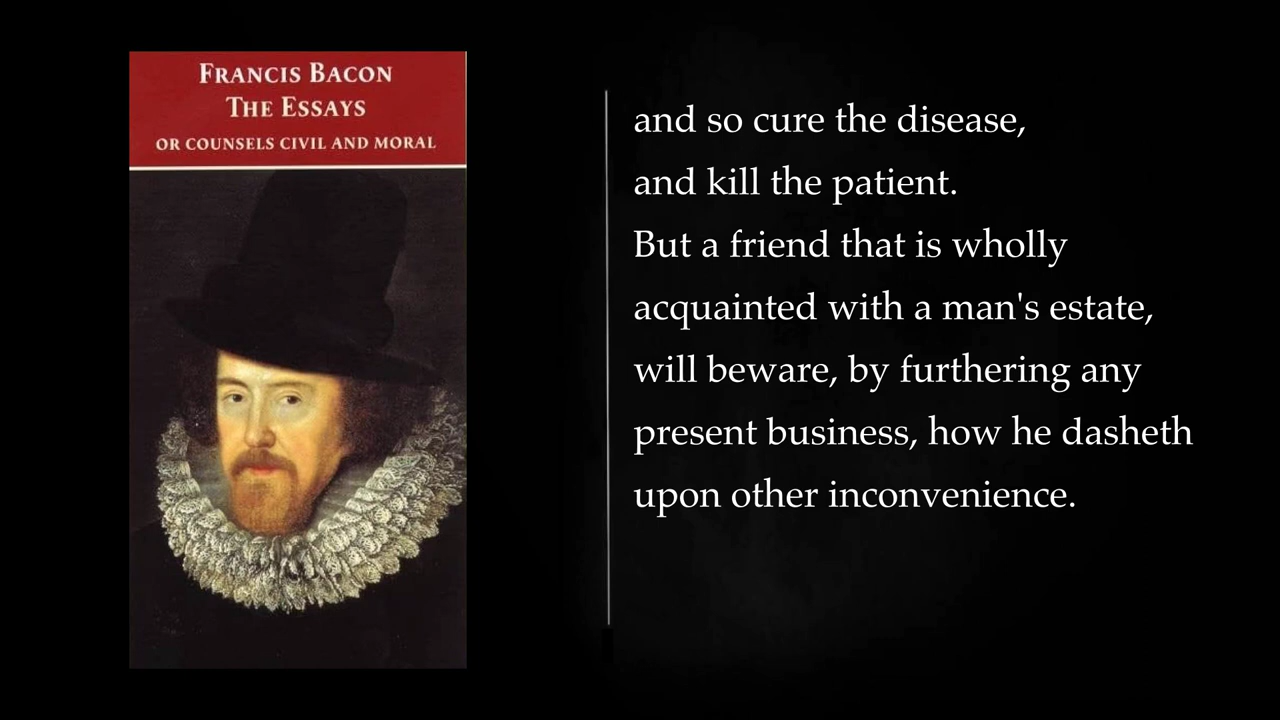 FRANCIS BACON
THE ESSAYS
OR COUNSELS CIVIL AND MORAL
and so cure the disease,
and kill the patient.
But a friend that is wholly
acquainted with a man's estate,
will beware, by furthering any
present business, how he dasheth
upon other inconvenience.